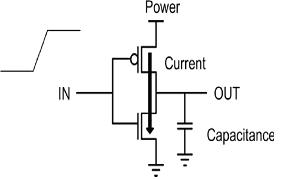 Power
Current
IN
OUT
Capacitance